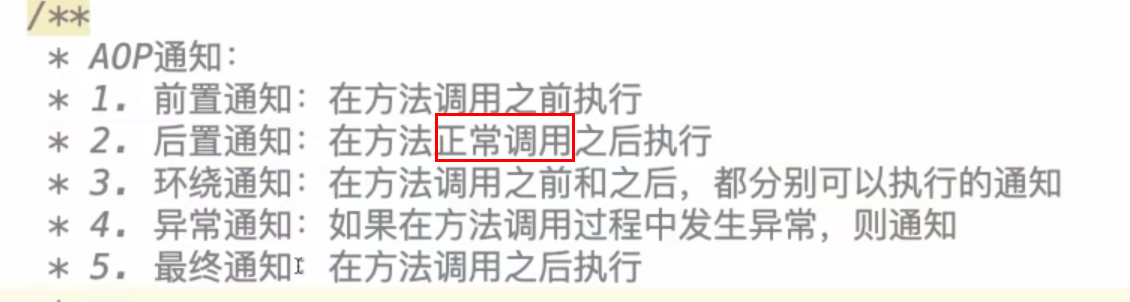 /**
* AOP通知：
* 1. 前置通知：在方法调用之前执行
* 2. 后置通知：在方法正常调用之后执行
* 3. 环绕通知：在方法调用之前和之后，都分别可以执行的通知
* 4. 异常通知：如果在方法调用过程中发生异常，则通知
* 5. 最终通知：在方法调用之后执行